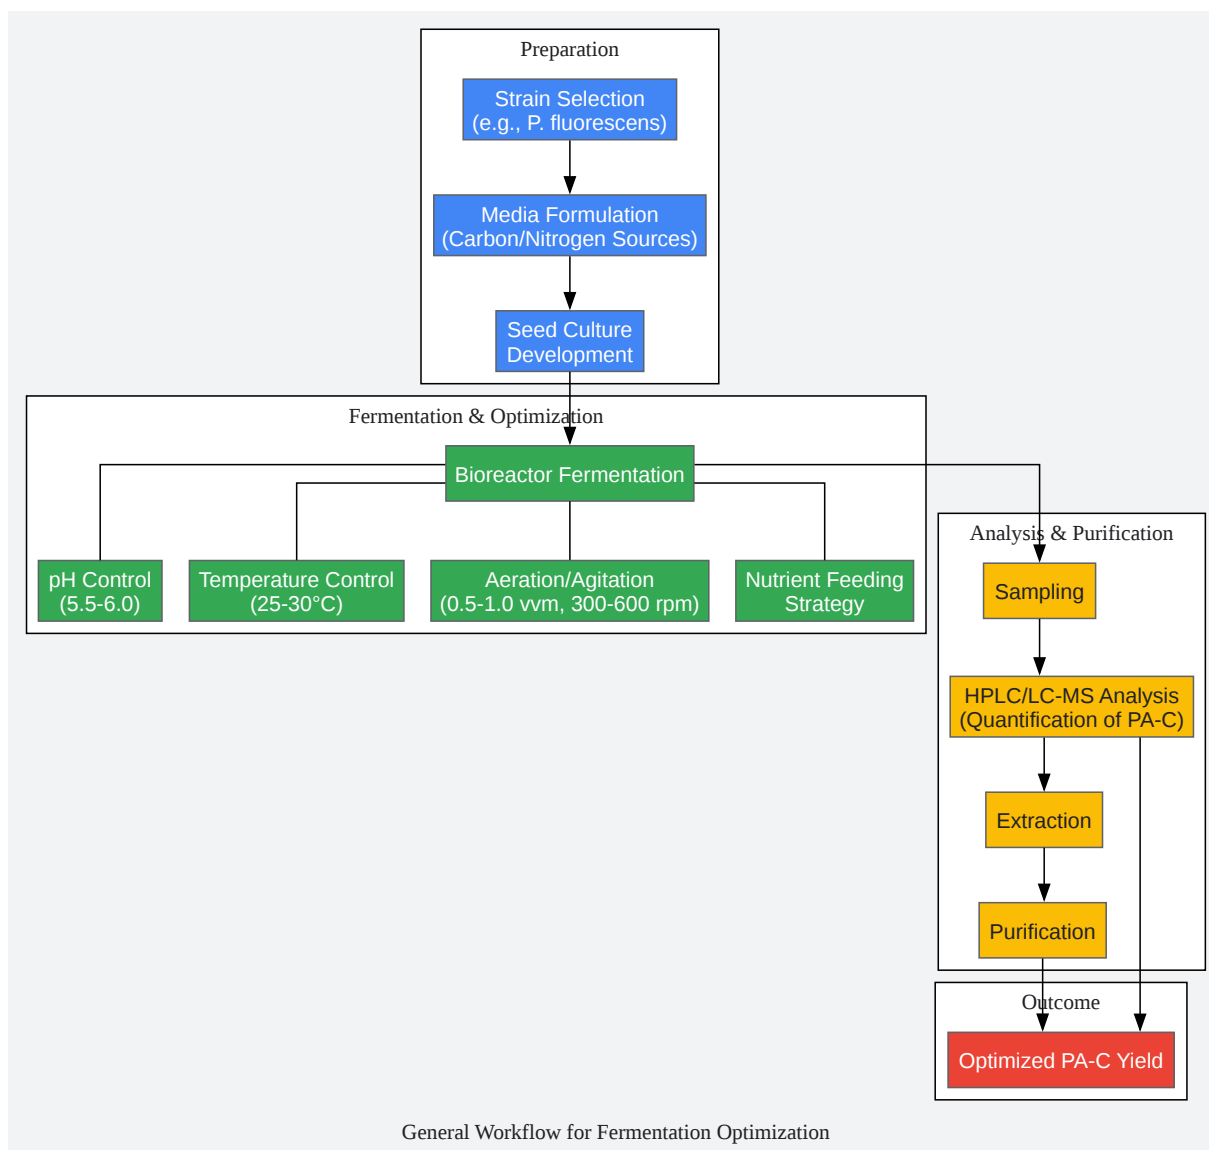 Preparation
Strain Selection
(e.g., P. fluorescens)
Media Formulation
(Carbon/Nitrogen Sources)
Seed Culture
Development
Fermentation & Optimization
Bioreactor Fermentation
pH Control
(5.5-6.0)
Temperature Control
(25-30°C)
Aeration/Agitation
(0.5-1.0 vvm, 300-600 rpm)
Nutrient Feeding
Strategy
Analysis & Purification
Sampling
HPLC/LC-MS Analysis
(Quantification of PA-C)
Extraction
Purification
Outcome
Optimized PA-C Yield
General Workflow for Fermentation Optimization